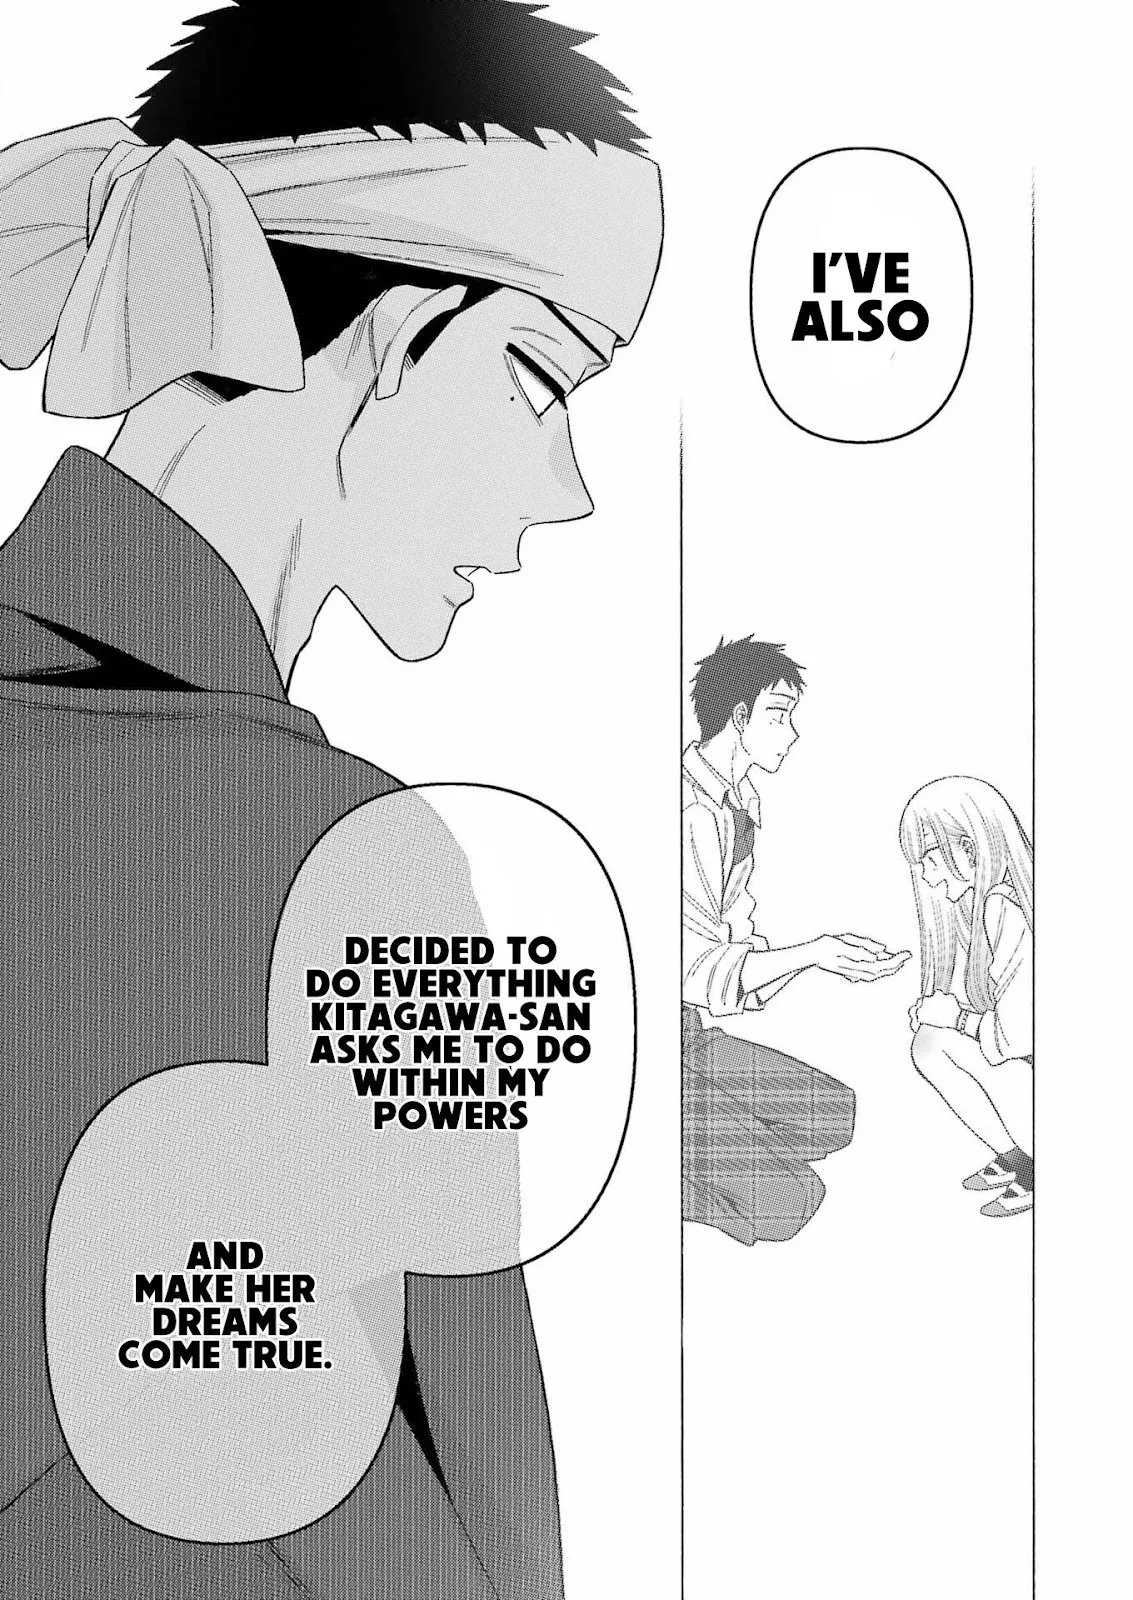 I'VE
ALSO
DECIDED TO
DO EVERYTHING
KITAGAWA-SAN
ASKS ME TO DO
WITHIN MY
POWERS
AND
MAKE HER
DREAMS
COME TRUE.